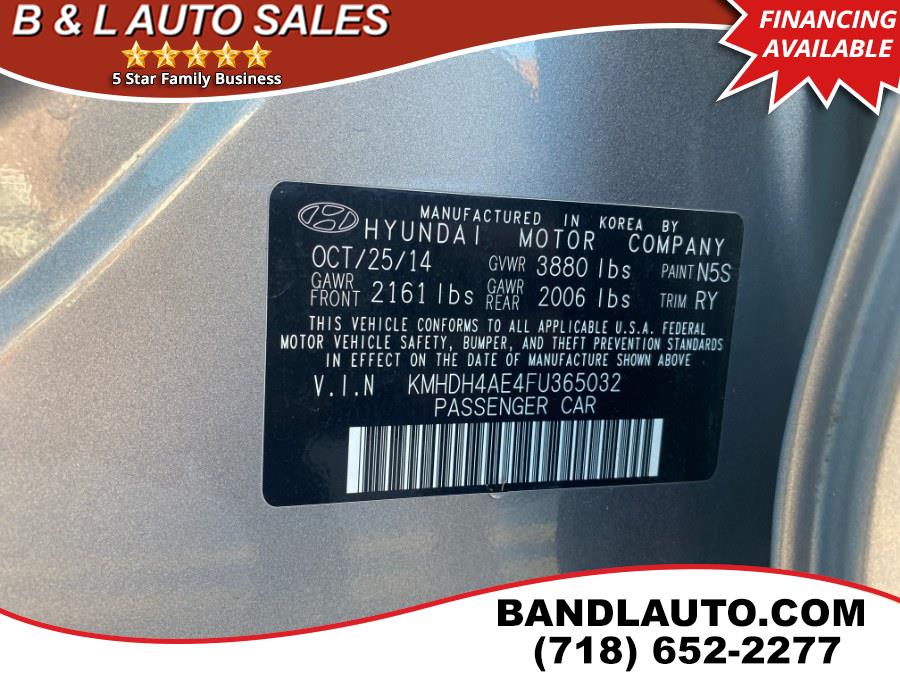 B & L AUTO SALES
5 Star Family Business
FINANCING
AVAILABLE
MANUFACTURED IN KOREA BY
HYUNDAI MOTOR COMPANY
OCT/25/14 GVWR 3880 lbs PAINT N5S
GAWR FRONT 2161 lbs GAWR REAR 2006 lbs TRIM RY
THIS VEHICLE CONFORMS TO ALL APPLICABLE U.S.A. FEDERAL
MOTOR VEHICLE SAFETY, BUMPER, AND THEFT PREVENTION STANDARDS
IN EFFECT ON THE DATE OF MANUFACTURE SHOWN ABOVE
V.I.N KMHDH4AE4FU365032
PASSENGER CAR
BANDLAUTO.COM
(718) 652-2277